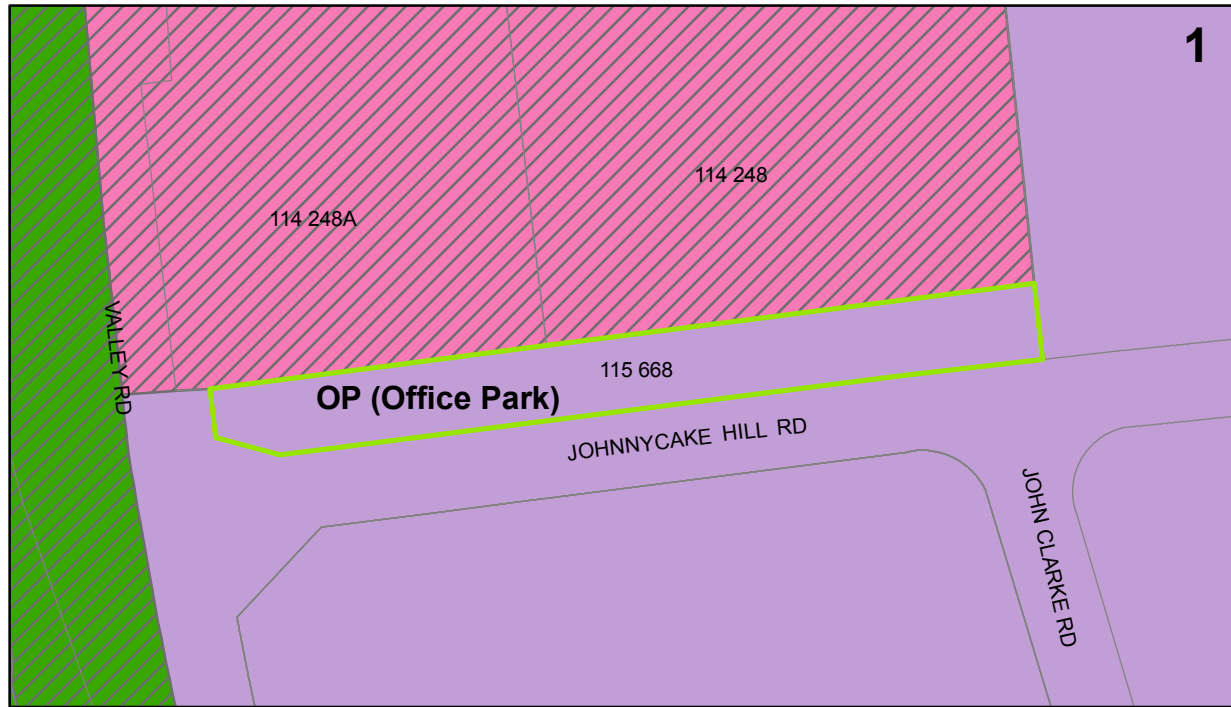 1
114 248
114 248A
VALLEY RD
115 668
OP (Office Park)
JOHNNYCAKE HILL RD
JOHN CLARKE RD